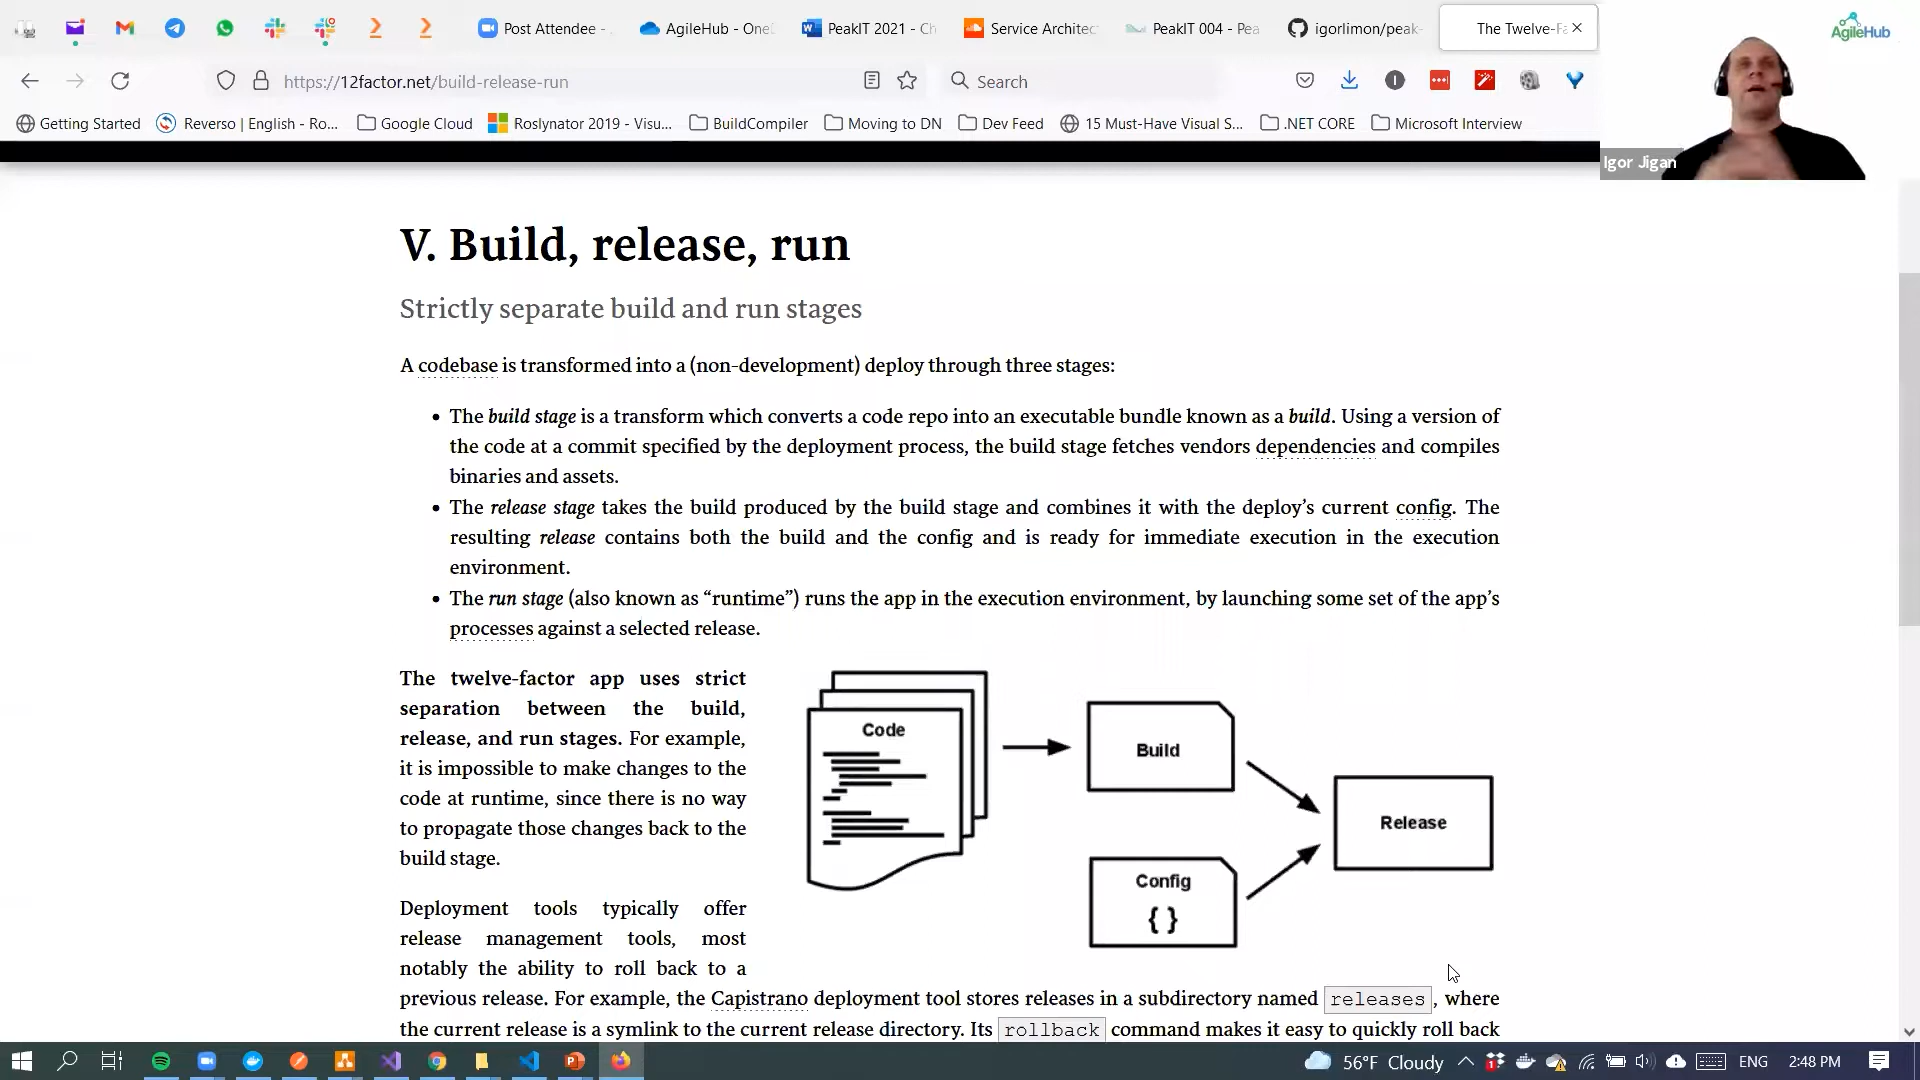 Post Attendee -
AgileHub - One
PeakIT 2021 - Ch
Service Architec
PeakIT 004 - Pea
igorlimon/peak-
The Twelve-Fa
AgileHub
https://12factor.net/build-release-run
Search
Getting Started
Reverso | English - Ro...
Google Cloud
Roslynator 2019 - Visu...
BuildCompiler
Moving to DN
Dev Feed
15 Must-Have Visual S...
.NET CORE
Microsoft Interview
Igor Jigan
V. Build, release, run
Strictly separate build and run stages
A codebase is transformed into a (non-development) deploy through three stages:
• The build stage is a transform which converts a code repo into an executable bundle known as a build. Using a version of
the code at a commit specified by the deployment process, the build stage fetches vendors dependencies and compiles
binaries and assets.
• The release stage takes the build produced by the build stage and combines it with the deploy’s current config. The
resulting release contains both the build and the config and is ready for immediate execution in the execution
environment.
• The run stage (also known as “runtime”) runs the app in the execution environment, by launching some set of the app’s
processes against a selected release.
The twelve-factor app uses strict
separation between the build,
release, and run stages. For example,
it is impossible to make changes to the
code at runtime, since there is no way
to propagate those changes back to the
build stage.
Code
Build
Release
Config
{ }
Deployment tools typically offer
release management tools, most
notably the ability to roll back to a
previous release. For example, the Capistrano deployment tool stores releases in a subdirectory named releases, where
the current release is a symlink to the current release directory. Its rollback command makes it easy to quickly roll back
56°F Cloudy
ENG
2:48 PM